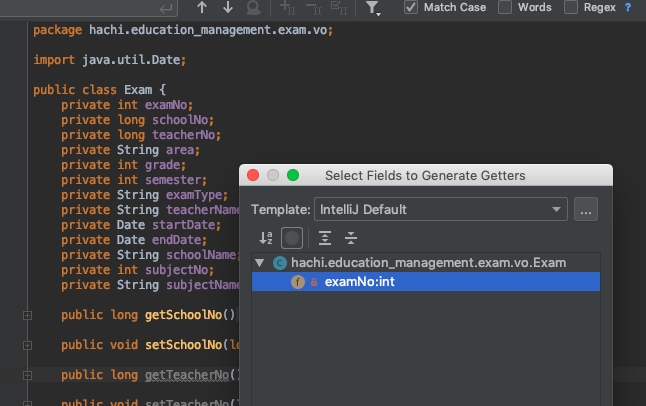 Match Case Words Regex ?
package hachi.education_management.exam.vo;
import java.util.Date;
public class Exam {
private int examNo;
private long schoolNo;
private long teacherNo;
private String area;
private int grade;
private int semester;
private String examType;
private String teacherName
private Date startDate;
private Date endDate;
private String schoolName;
private int subjectNo;
private String subjectName
public long getSchoolNo()
public void setSchoolNo(lo
public long getTeacherNo()
public void setTeacherNo(l
Select Fields to Generate Getters
Template: IntelliJ Default ...
hachi.education_management.exam.vo.Exam
f examNo:int